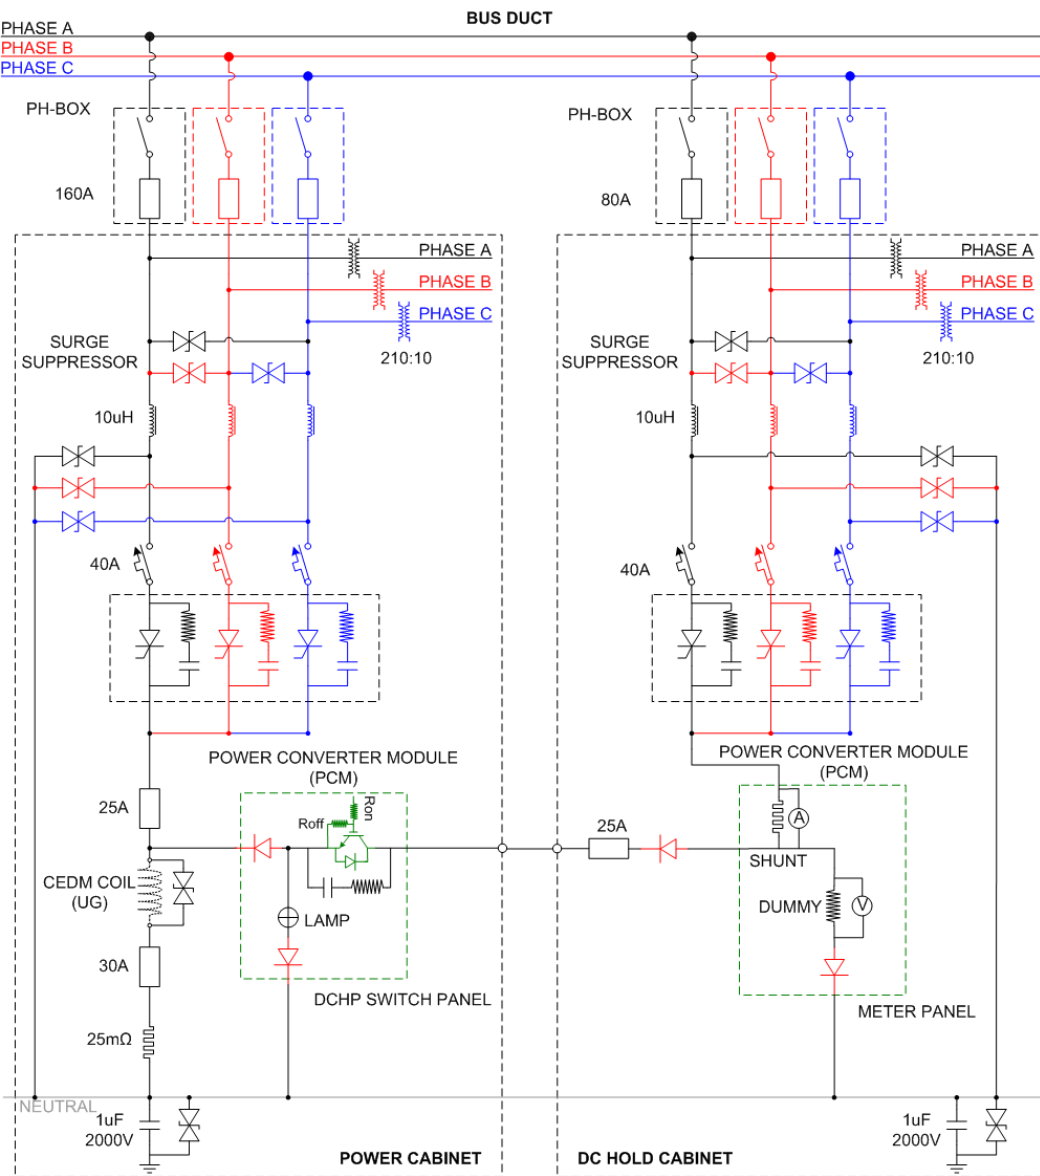 BUS DUCT
PHASE A
PHASE B
PHASE C
PH-BOX
160A
PH-BOX
80A
PHASE A
PHASE B
PHASE C
210:10
SURGE
SUPPRESSOR
10uH
40A
PHASE A
PHASE B
PHASE C
210:10
SURGE
SUPPRESSOR
10uH
40A
POWER CONVERTER MODULE
(PCM)
25A
Ron
Roff
CEDM COIL
(UG)
LAMP
30A
DCHP SWITCH PANEL
25mΩ
NEUTRAL
1uF
2000V
POWER CABINET
POWER CONVERTER MODULE
(PCM)
25A
A
SHUNT
DUMMY
V
METER PANEL
1uF
2000V
DC HOLD CABINET